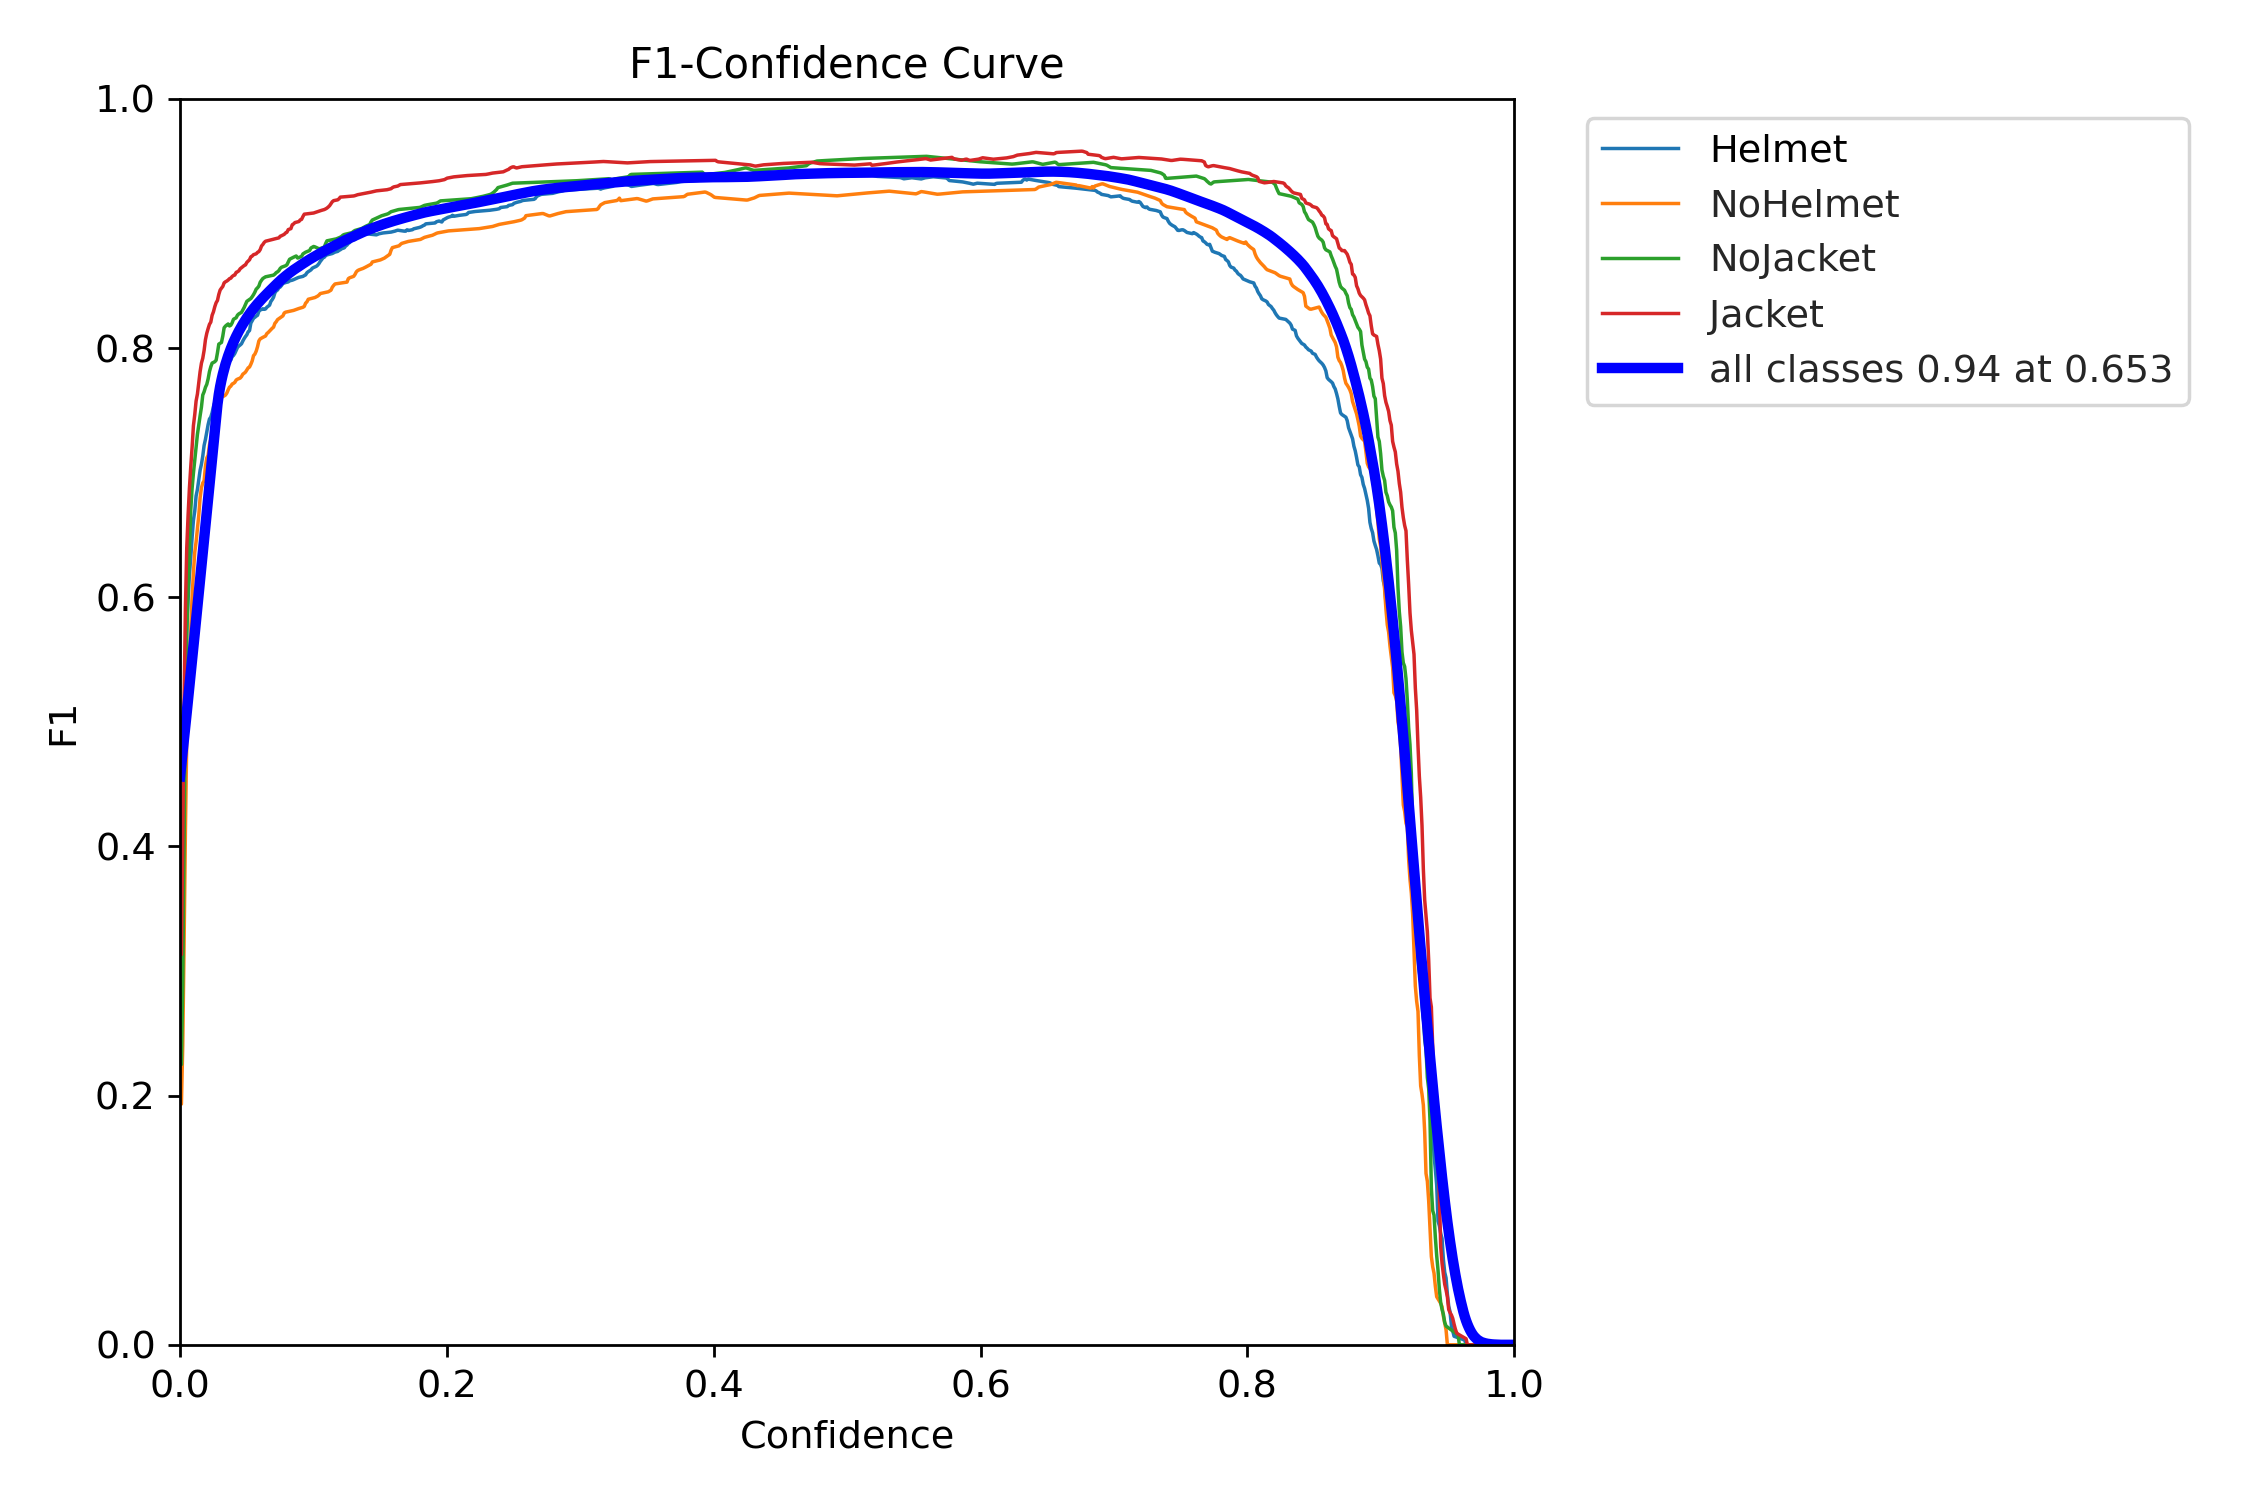 F1-Confidence Curve
1.0
0.8
0.6
0.4
0.2
0.0
F1
0.0 0.2 0.4 0.6 0.8 1.0
Confidence
Helmet
NoHelmet
NoJacket
Jacket
all classes 0.94 at 0.653